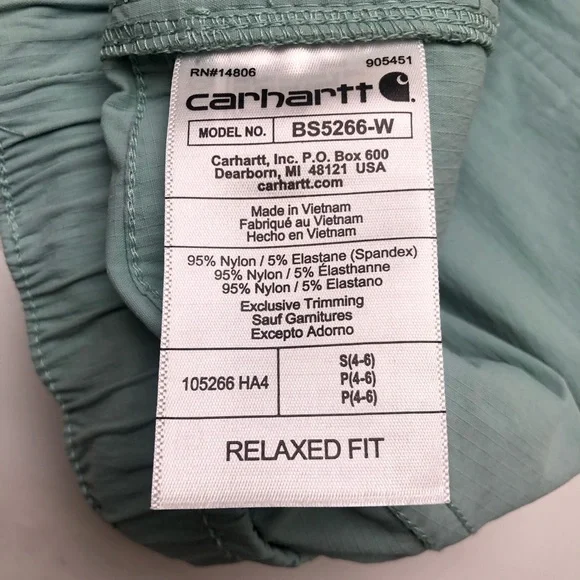 RN#14806 905451
carhartt
MODEL NO. BS5266-W
Carhartt, Inc. P.O. Box 600
Dearborn, MI 48121 USA
carhartt.com
Made in Vietnam
Fabriqué au Vietnam
Hecho en Vietnam
95% Nylon / 5% Elastane (Spandex)
95% Nylon / 5% Élasthanne
95% Nylon / 5% Elastano
Exclusive Trimming
Sauf Garnitures
Excepto Adorno
S(4-6)
105266 HA4 P(4-6)
P(4-6)
RELAXED FIT